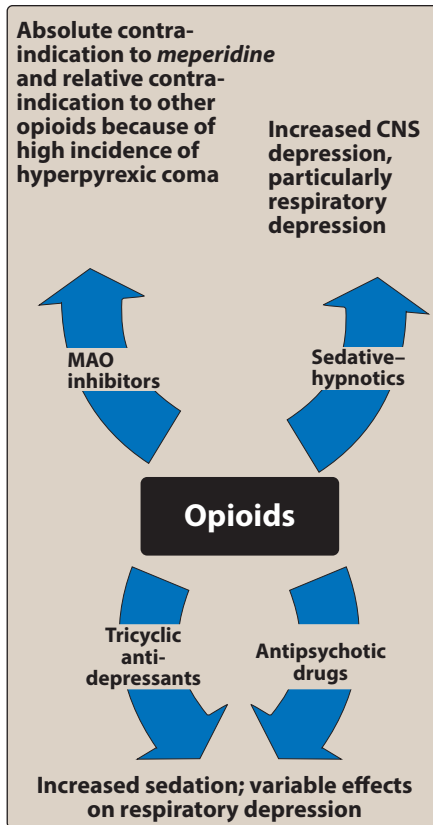 Absolute contra-
indication to meperidine
and relative contra-
indication to other
opioids because of
high incidence of
hyperpyrexic coma
Increased CNS
depression,
particularly
respiratory
depression
MAO
inhibitors
Sedative–
hypnotics
Opioids
Tricyclic
anti-
depressants
Antipsychotic
drugs
Increased sedation; variable effects
on respiratory depression